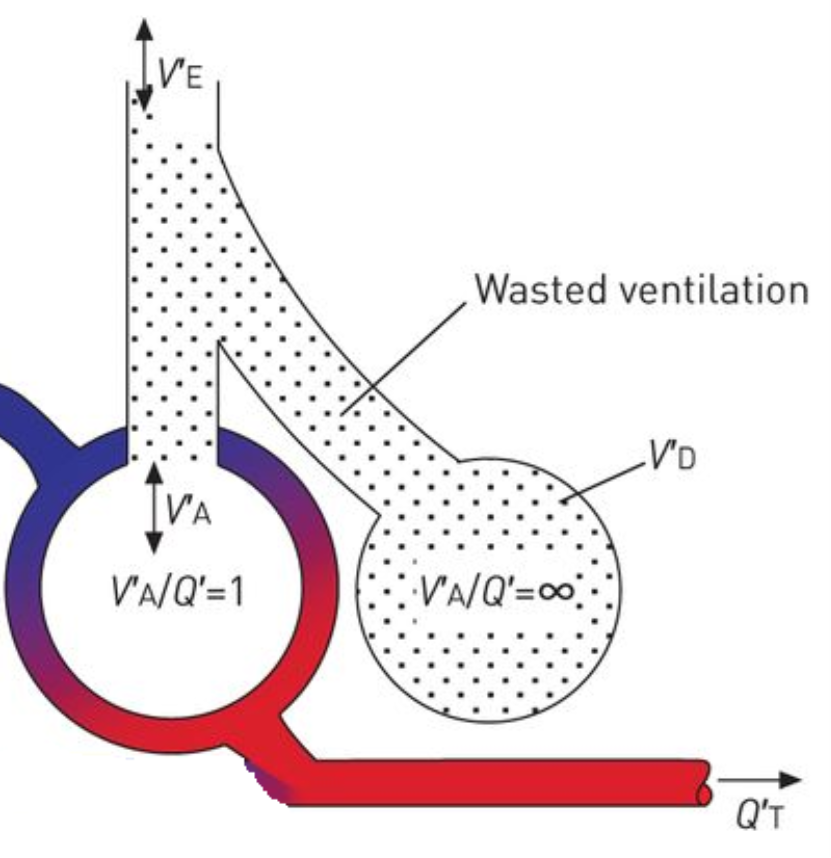 V′E
Wasted ventilation
V′D
V′A
V′A/Q′=1
V′A/Q′=∞
Q′T